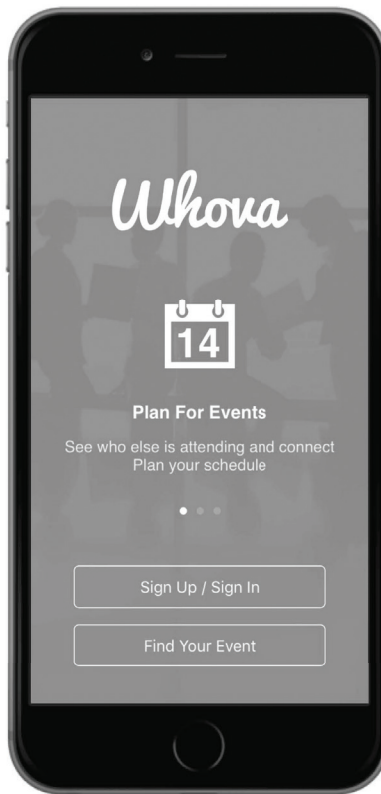 Whova
14
Plan For Events
See who else is attending and connect
Plan your schedule
Sign Up / Sign In
Find Your Event